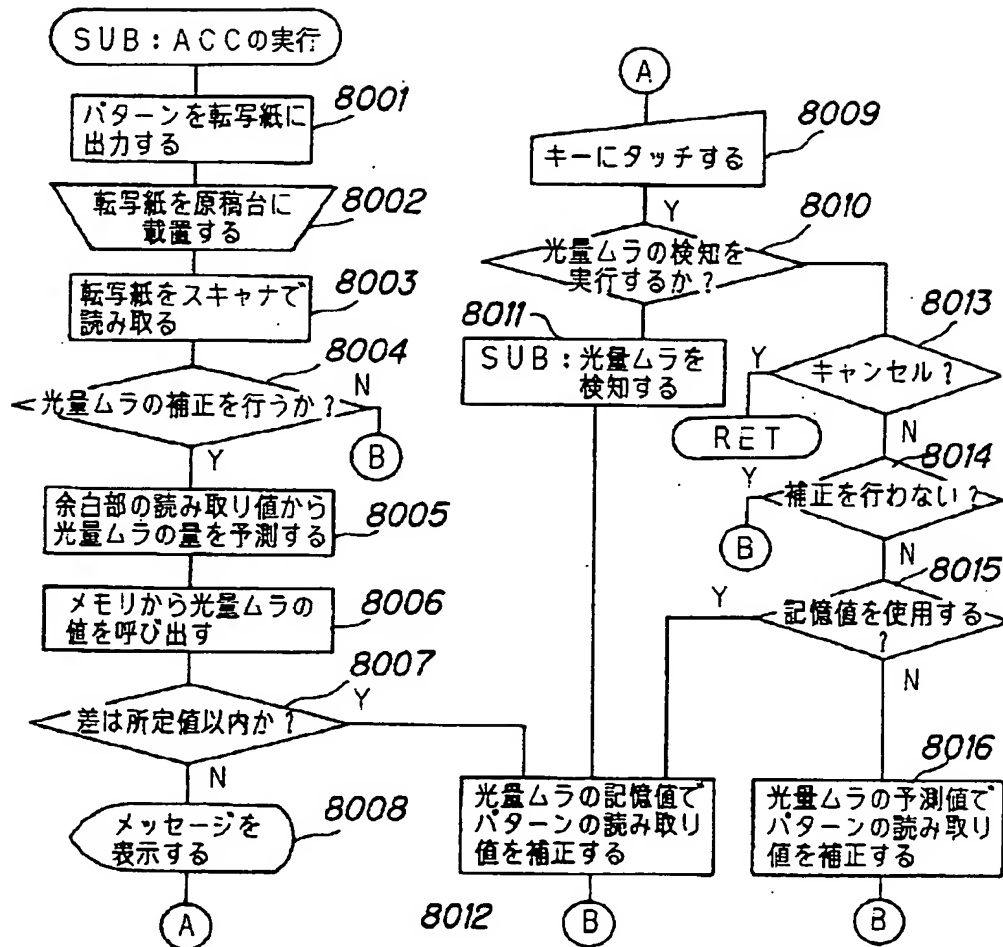 SUB:ACCの実行
8001
パターンを転写紙に
出力する
8002
転写紙を原稿台に
載置する
8003
転写紙をスキャナで
読み取る
8004
光量ムラの補正を行うか?
N
B
Y
余白部の読み取り値から
光量ムラの量を予測する
8005
メモリから光量ムラの
値を呼び出す
8006
8007
差は所定値以内か?
Y
N
メッセージを
表示する
8008
A
A
8009
キーにタッチする
Y
8010
光量ムラの検知を
実行するか?
8011
SUB:光量ムラを
検知する
8013
キャンセル?
Y
RET
N
8014
補正を行わない?
Y
B
N
8015
記憶値を使用する
?
Y
N
光量ムラの記憶値で
パターンの読み取り
値を補正する
8012
B
8016
光量ムラの予測値で
パターンの読み取り
値を補正する
B